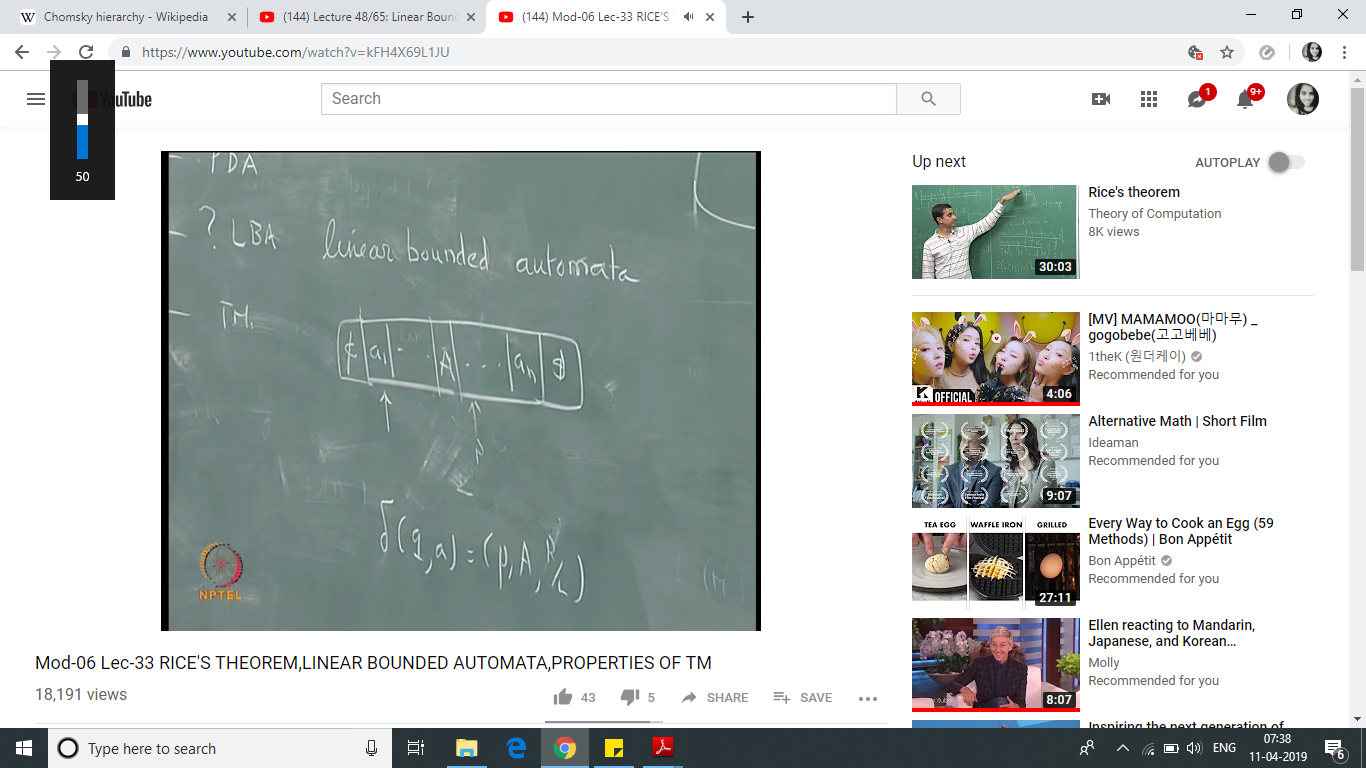 Chomsky hierarchy - Wikipedia
(144) Lecture 48/65: Linear Boun
(144) Mod-06 Lec-33 RICE'S T
https://www.youtube.com/watch?v=kFH4X69L1JU
YouTube
Search
1
9+
50
PDA
? LBA linear bounded automata
TM.
¢ a₁ . . A . . . aₙ $
δ(q,a)=(p,A,R/L)
NPTEL
Mod-06 Lec-33 RICE'S THEOREM,LINEAR BOUNDED AUTOMATA,PROPERTIES OF TM
18,191 views
43 5 SHARE SAVE
Up next AUTOPLAY
30:03
Rice's theorem
Theory of Computation
8K views
OFFICIAL
4:06
[MV] MAMAMOO(마마무) _
gogobebe(고고베베)
1theK (원더케이)
Recommended for you
9:07
Alternative Math | Short Film
Ideaman
Recommended for you
TEA EGG WAFFLE IRON GRILLED
27:11
Every Way to Cook an Egg (59
Methods) | Bon Appétit
Bon Appétit
Recommended for you
8:07
Ellen reacting to Mandarin,
Japanese, and Korean...
Molly
Recommended for you
Inspiring the next generation of
Type here to search
ENG
07:38
11-04-2019
6